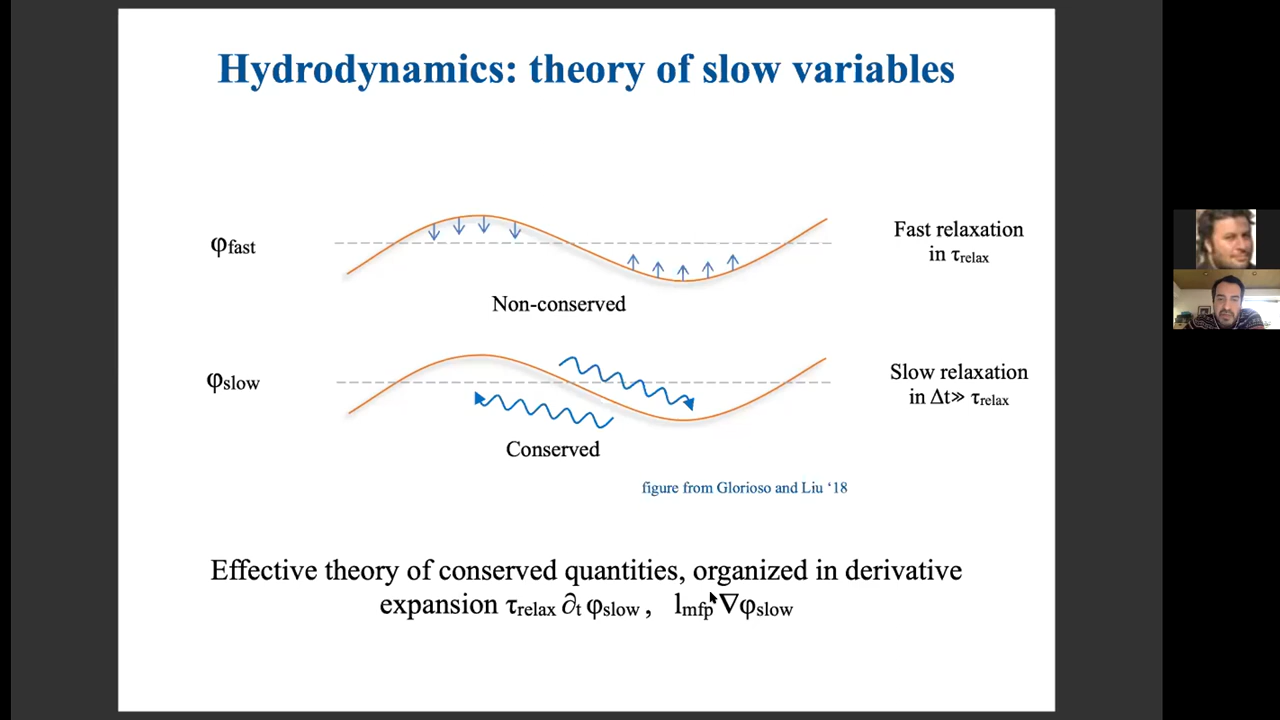 Hydrodynamics: theory of slow variables
φfast
Fast relaxation
in τrelax
Non-conserved
φslow
Slow relaxation
in Δt≫ τrelax
Conserved
figure from Glorioso and Liu ‘18
Effective theory of conserved quantities, organized in derivative
expansion τrelax ∂t φslow , lmfp ∇φslow